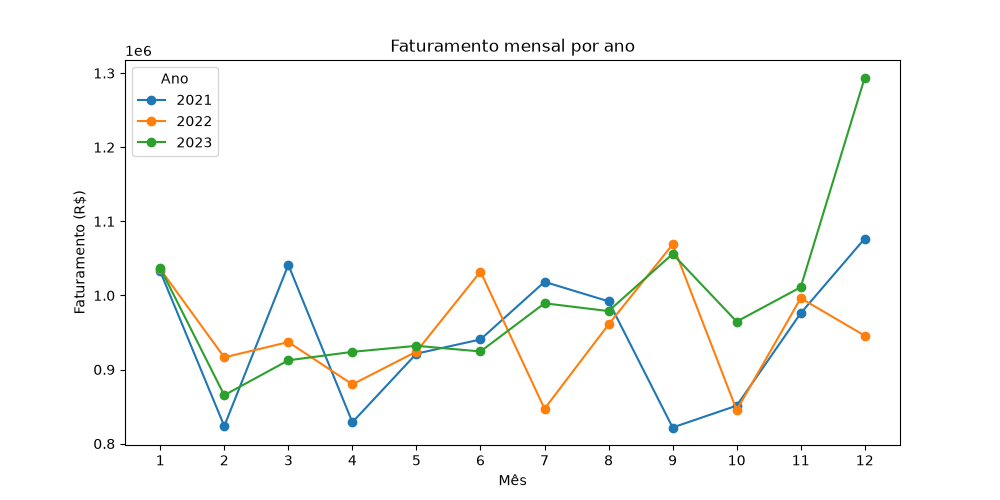 Faturamento mensal por ano
1e6
1.3
1.2
1.1
1.0
0.9
0.8
Faturamento (R$)
Ano
2021
2022
2023
1 2 3 4 5 6 7 8 9 10 11 12
Mês